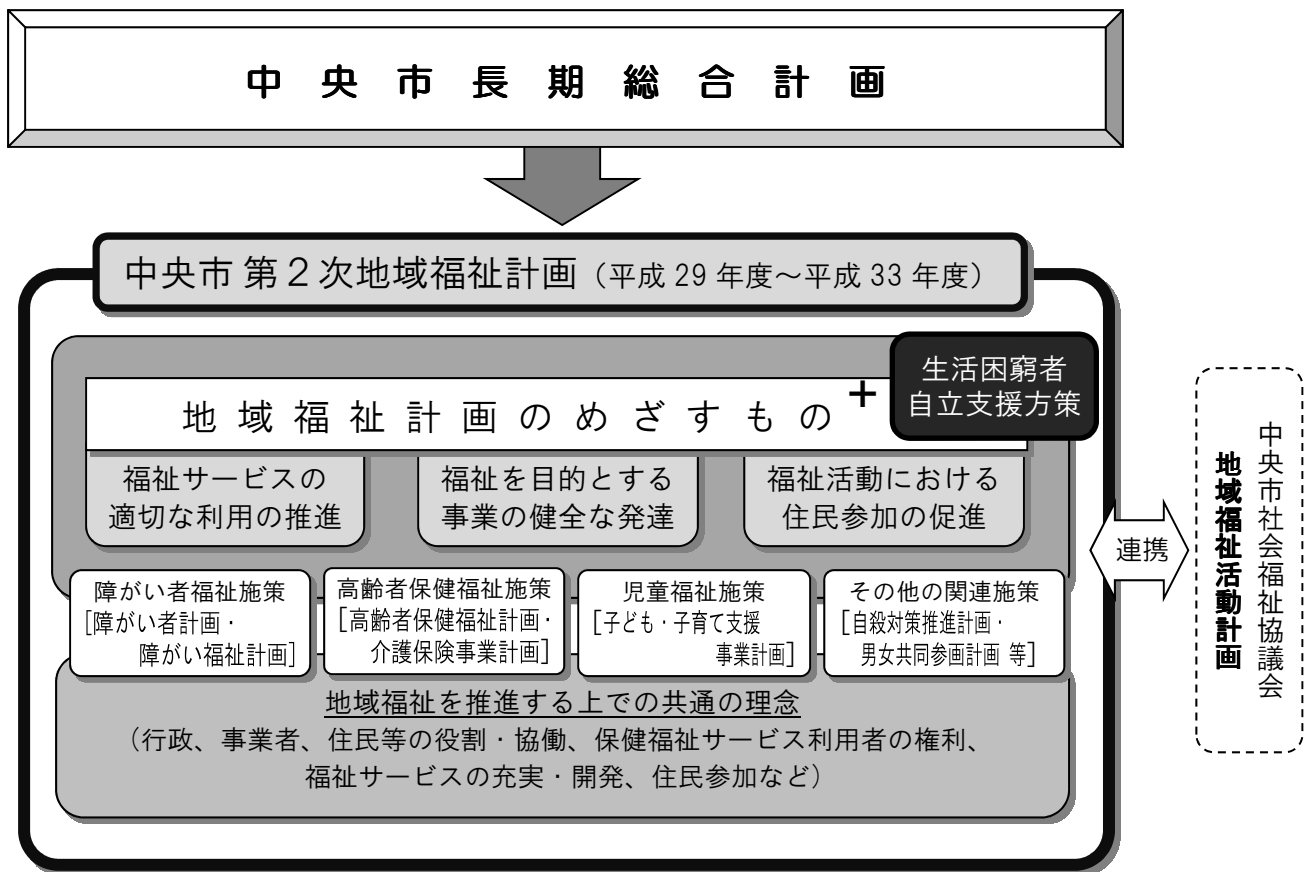 中央市長期総合計画
中央市 第２次地域福祉計画（平成 29 年度～平成 33 年度）
生活困窮者
自立支援方策
地域福祉計画のめざすもの
+
福祉サービスの
適切な利用の推進
福祉を目的とする
事業の健全な発達
福祉活動における
住民参加の促進
障がい者福祉施策
[障がい者計画・
障がい福祉計画]
高齢者保健福祉施策
[高齢者保健福祉計画・
介護保険事業計画]
児童福祉施策
[子ども・子育て支援
事業計画]
その他の関連施策
[自殺対策推進計画・
男女共同参画計画 等]
地域福祉を推進する上での共通の理念
（行政、事業者、住民等の役割・協働、保健福祉サービス利用者の権利、
福祉サービスの充実・開発、住民参加など）
連携
中央市社会福祉協議会
地域福祉活動計画